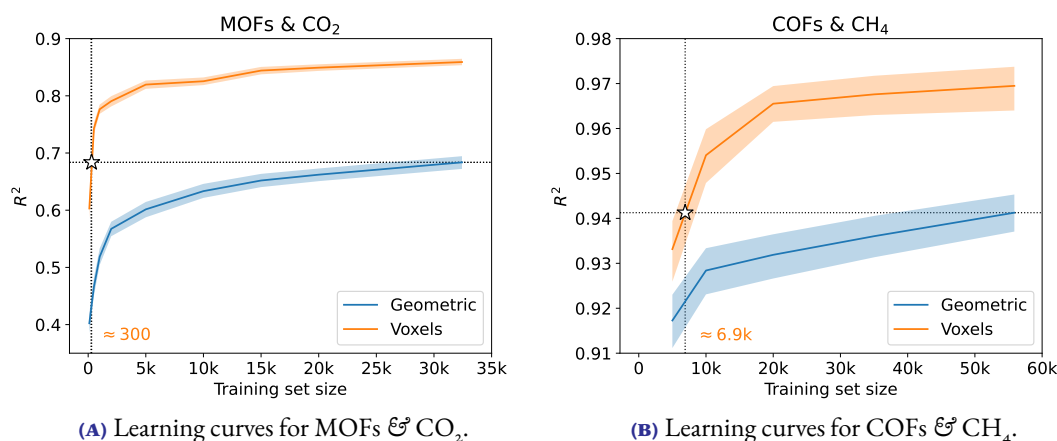 MOFs & CO₂
0.9
0.8
0.7
0.6
0.5
0.4
R²
≈ 300
Geometric
Voxels
0 5k 10k 15k 20k 25k 30k 35k
Training set size
(A) Learning curves for MOFs & CO₂.
COFs & CH₄
0.98
0.97
0.96
0.95
0.94
0.93
0.92
0.91
R²
≈ 6.9k
Geometric
Voxels
0 10k 20k 30k 40k 50k 60k
Training set size
(B) Learning curves for COFs & CH₄.